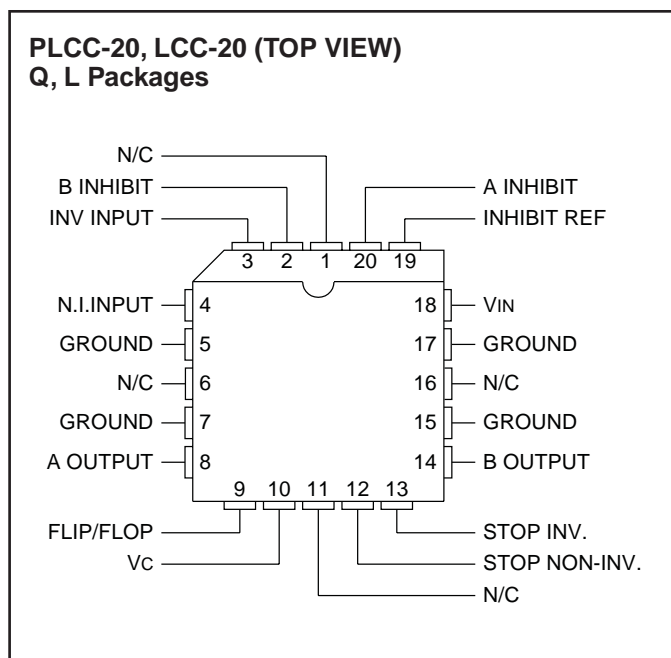 PLCC-20, LCC-20 (TOP VIEW)
Q, L Packages
N/C
B INHIBIT
A INHIBIT
INV INPUT
INHIBIT REF
3 2 1 20 19
N.I.INPUT 4 18 VIN
GROUND 5 17 GROUND
N/C 6 16 N/C
GROUND 7 15 GROUND
A OUTPUT 8 14 B OUTPUT
9 10 11 12 13
FLIP/FLOP
STOP INV.
VC
STOP NON-INV.
N/C